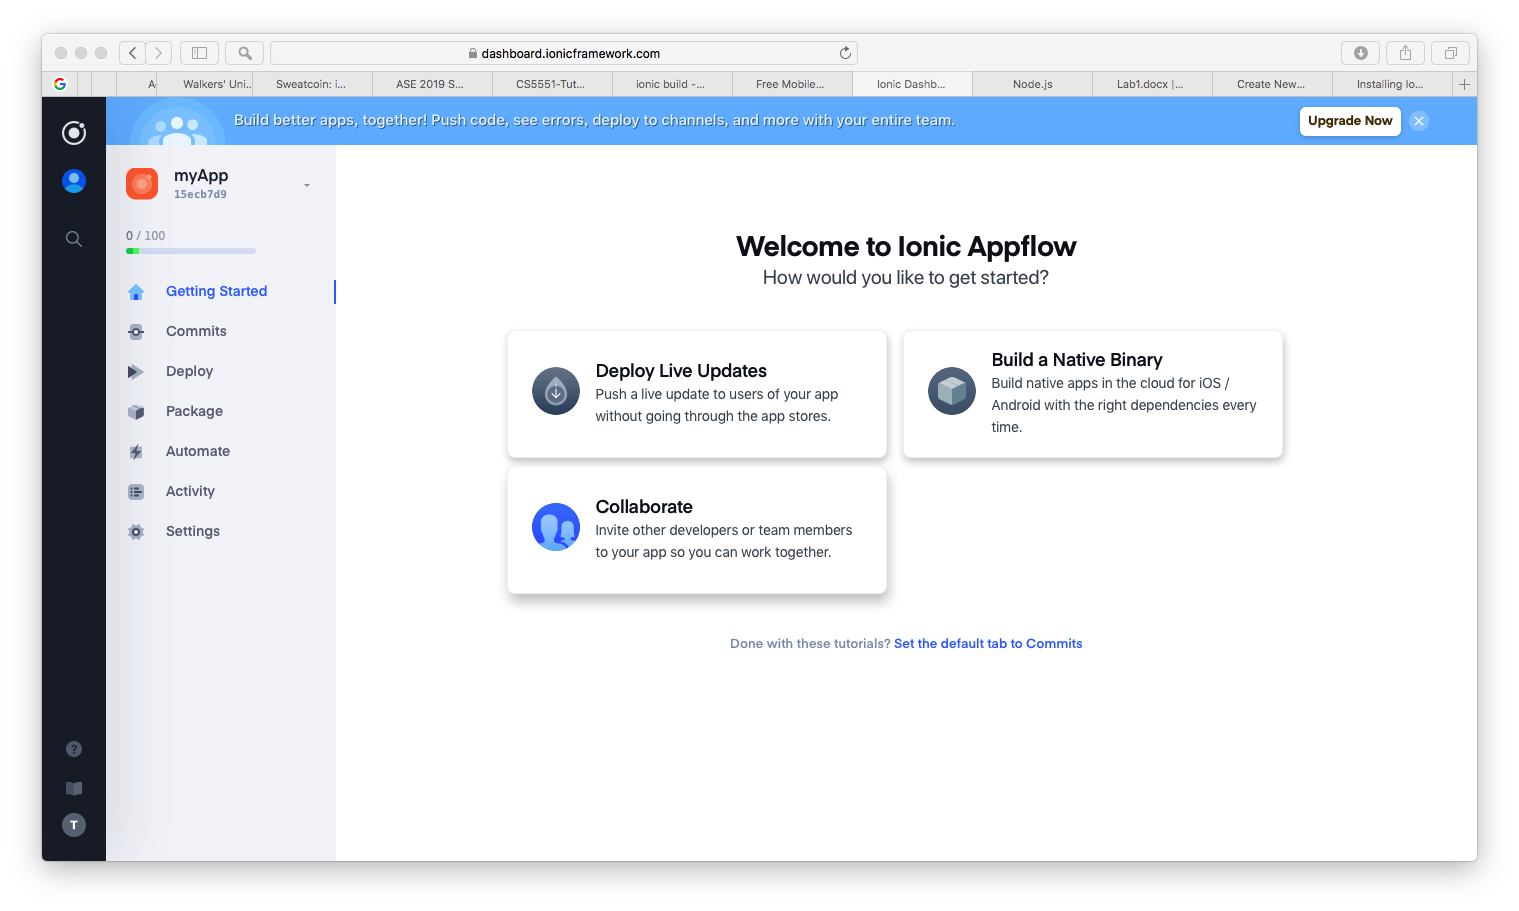 dashboard.ionicframework.com
A
Walkers' Uni...
Sweatcoin: i...
ASE 2019 S...
CS5551-Tut...
ionic build -...
Free Mobile...
Ionic Dashb...
Node.js
Lab1.docx |...
Create New...
Installing Io...
Build better apps, together! Push code, see errors, deploy to channels, and more with your entire team.
Upgrade Now
myApp
15ecb7d9
0 / 100
Getting Started
Commits
Deploy
Package
Automate
Activity
Settings
Welcome to Ionic Appflow
How would you like to get started?
Deploy Live Updates
Push a live update to users of your app
without going through the app stores.
Build a Native Binary
Build native apps in the cloud for iOS /
Android with the right dependencies every
time.
Collaborate
Invite other developers or team members
to your app so you can work together.
Done with these tutorials? Set the default tab to Commits
?
T